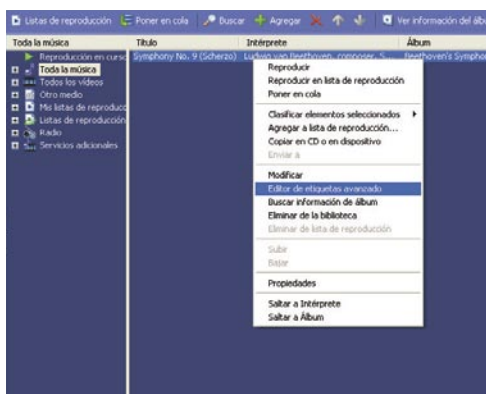 Listas de reproducción Poner en cola Buscar Agregar Ver información del álbu
Toda la música Título Intérprete Álbum
Reproducción en curso Symphony No. 9 (Scherzo) Ludwig van Beethoven, composer, S... Beethoven's Sympho
Toda la música
Todos los vídeos
Otro medio
Mis listas de reproducc
Listas de reproducción
Radio
Servicios adicionales
Reproducir
Reproducir en lista de reproducción
Poner en cola
Clasificar elementos seleccionados
Agregar a lista de reproducción...
Copiar en CD o en dispositivo
Enviar a
Modificar
Editor de etiquetas avanzado
Buscar información de álbum
Eliminar de la biblioteca
Eliminar de lista de reproducción
Subir
Bajar
Propiedades
Saltar a Intérprete
Saltar a Álbum